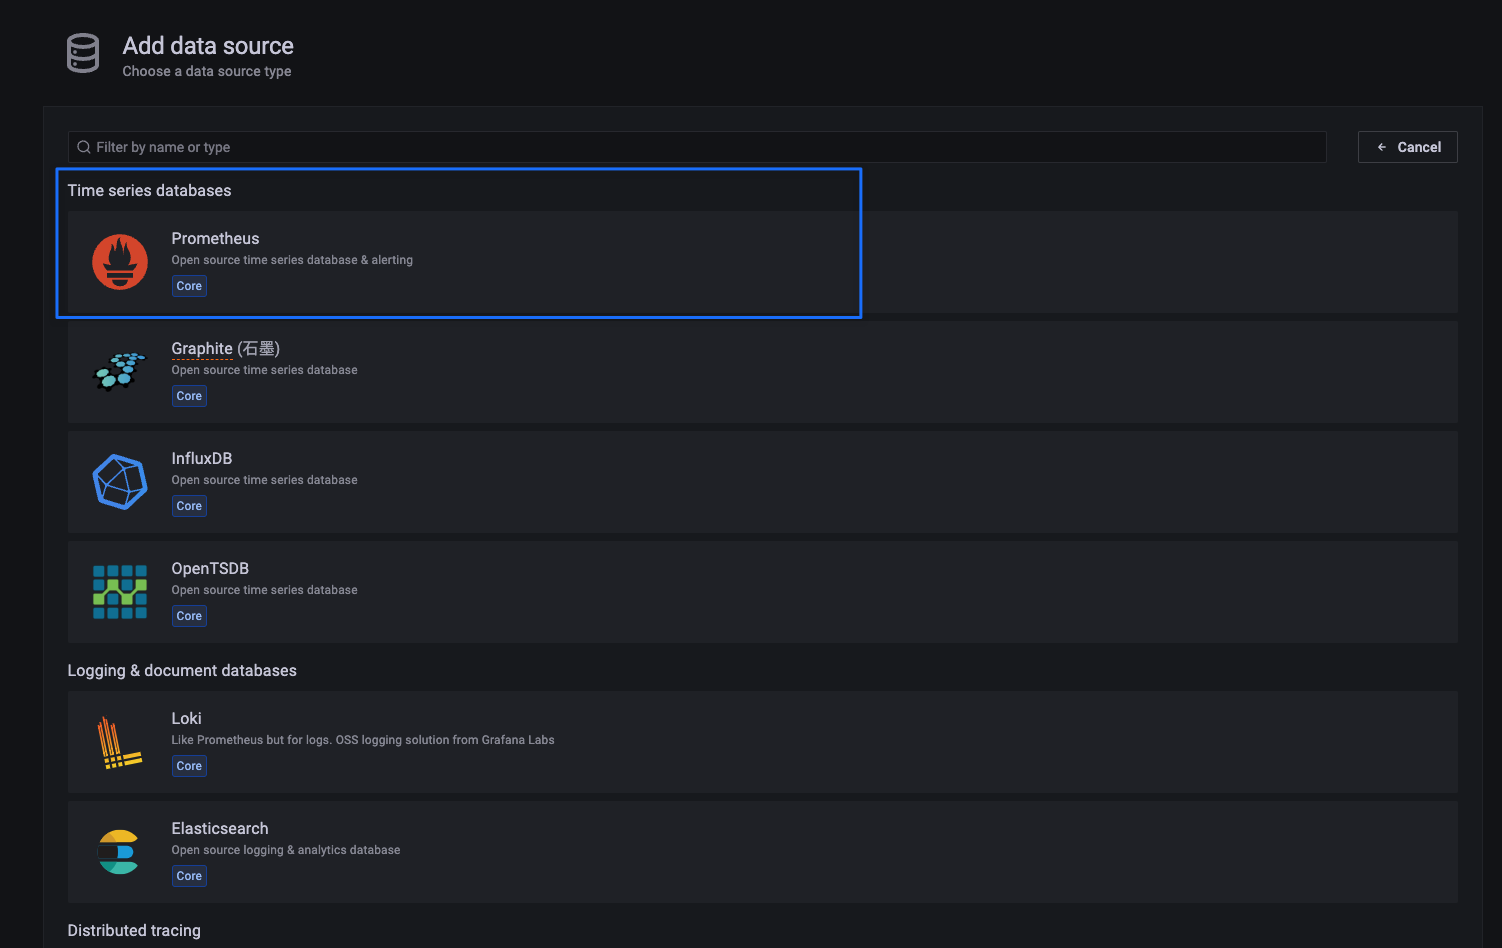 Add data source
Choose a data source type
Filter by name or type
Cancel
Time series databases
Prometheus
Open source time series database & alerting
Core
Graphite (石墨)
Open source time series database
Core
InfluxDB
Open source time series database
Core
OpenTSDB
Open source time series database
Core
Logging & document databases
Loki
Like Prometheus but for logs. OSS logging solution from Grafana Labs
Core
Elasticsearch
Open source logging & analytics database
Core
Distributed tracing